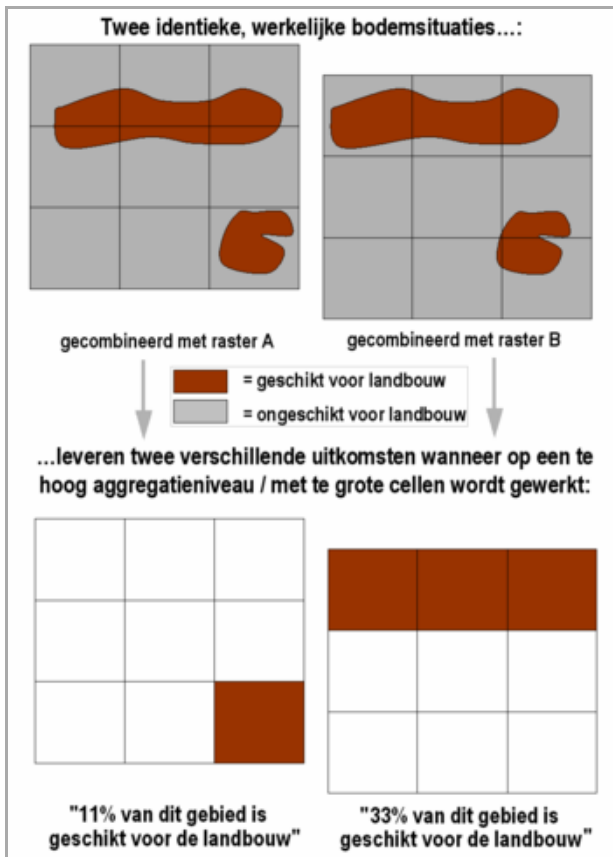 Twee identieke, werkelijke bodemsituaties...:
gecombineerd met raster A
gecombineerd met raster B
= geschikt voor landbouw
= ongeschikt voor landbouw
...leveren twee verschillende uitkomsten wanneer op een te
hoog aggregatieniveau / met te grote cellen wordt gewerkt:
"11% van dit gebied is
geschikt voor de landbouw"
"33% van dit gebied is
geschikt voor de landbouw"